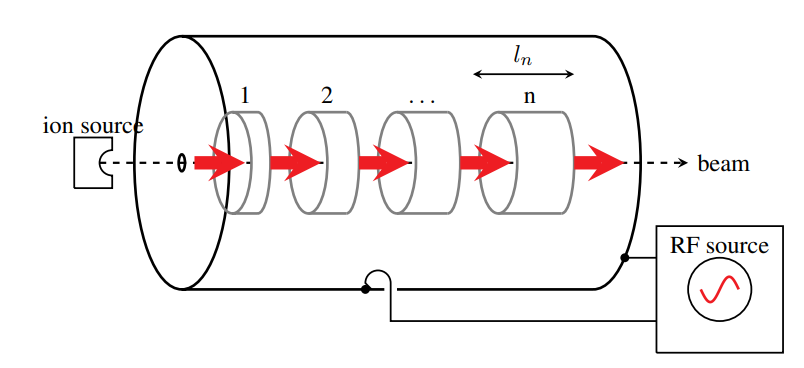 l_n
1 2 ... n
ion source
beam
RF source